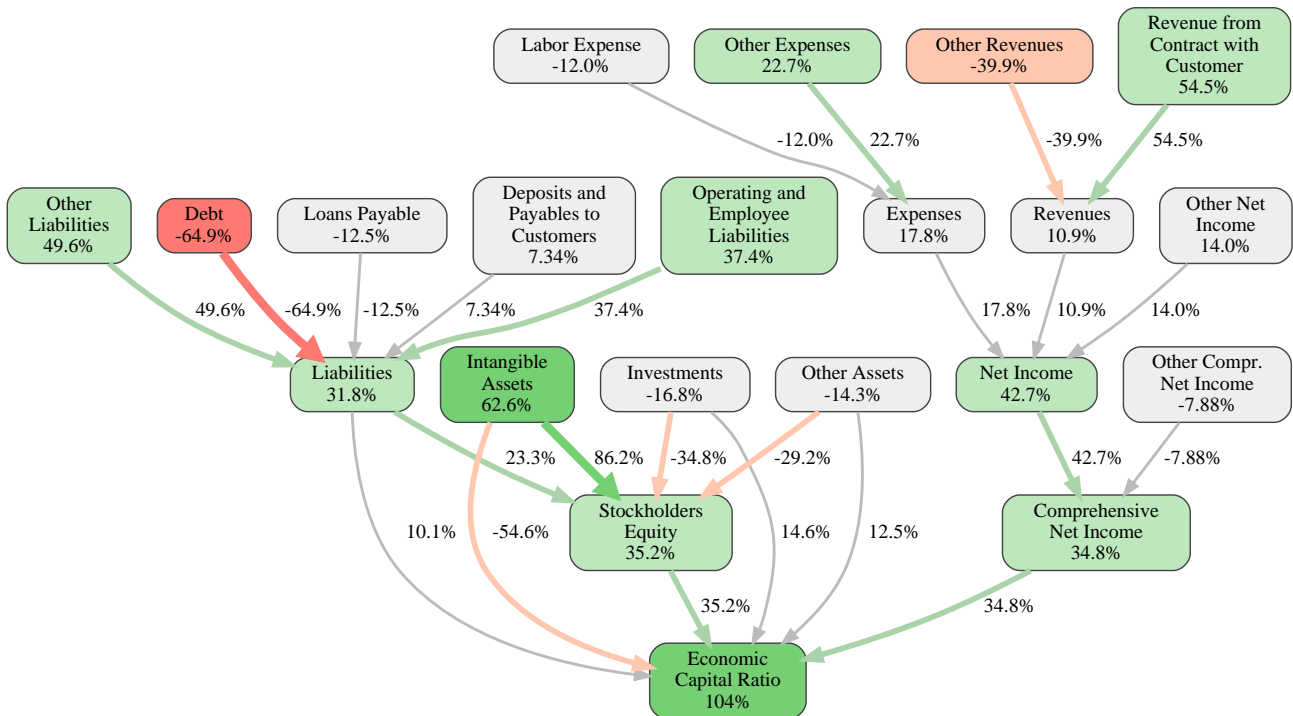 Labor Expense
-12.0%
Other Expenses
22.7%
Other Revenues
-39.9%
Revenue from
Contract with
Customer
54.5%
-12.0%
22.7%
-39.9%
54.5%
Other
Liabilities
49.6%
Debt
-64.9%
Loans Payable
-12.5%
Deposits and
Payables to
Customers
7.34%
Operating and
Employee
Liabilities
37.4%
Expenses
17.8%
Revenues
10.9%
Other Net
Income
14.0%
49.6%
-64.9%
-12.5%
7.34%
37.4%
17.8%
10.9%
14.0%
Liabilities
31.8%
Intangible
Assets
62.6%
Investments
-16.8%
Other Assets
-14.3%
Net Income
42.7%
Other Compr.
Net Income
-7.88%
23.3%
86.2%
-34.8%
-29.2%
42.7%
-7.88%
Stockholders
Equity
35.2%
Comprehensive
Net Income
34.8%
10.1%
-54.6%
14.6%
12.5%
35.2%
34.8%
Economic
Capital Ratio
104%